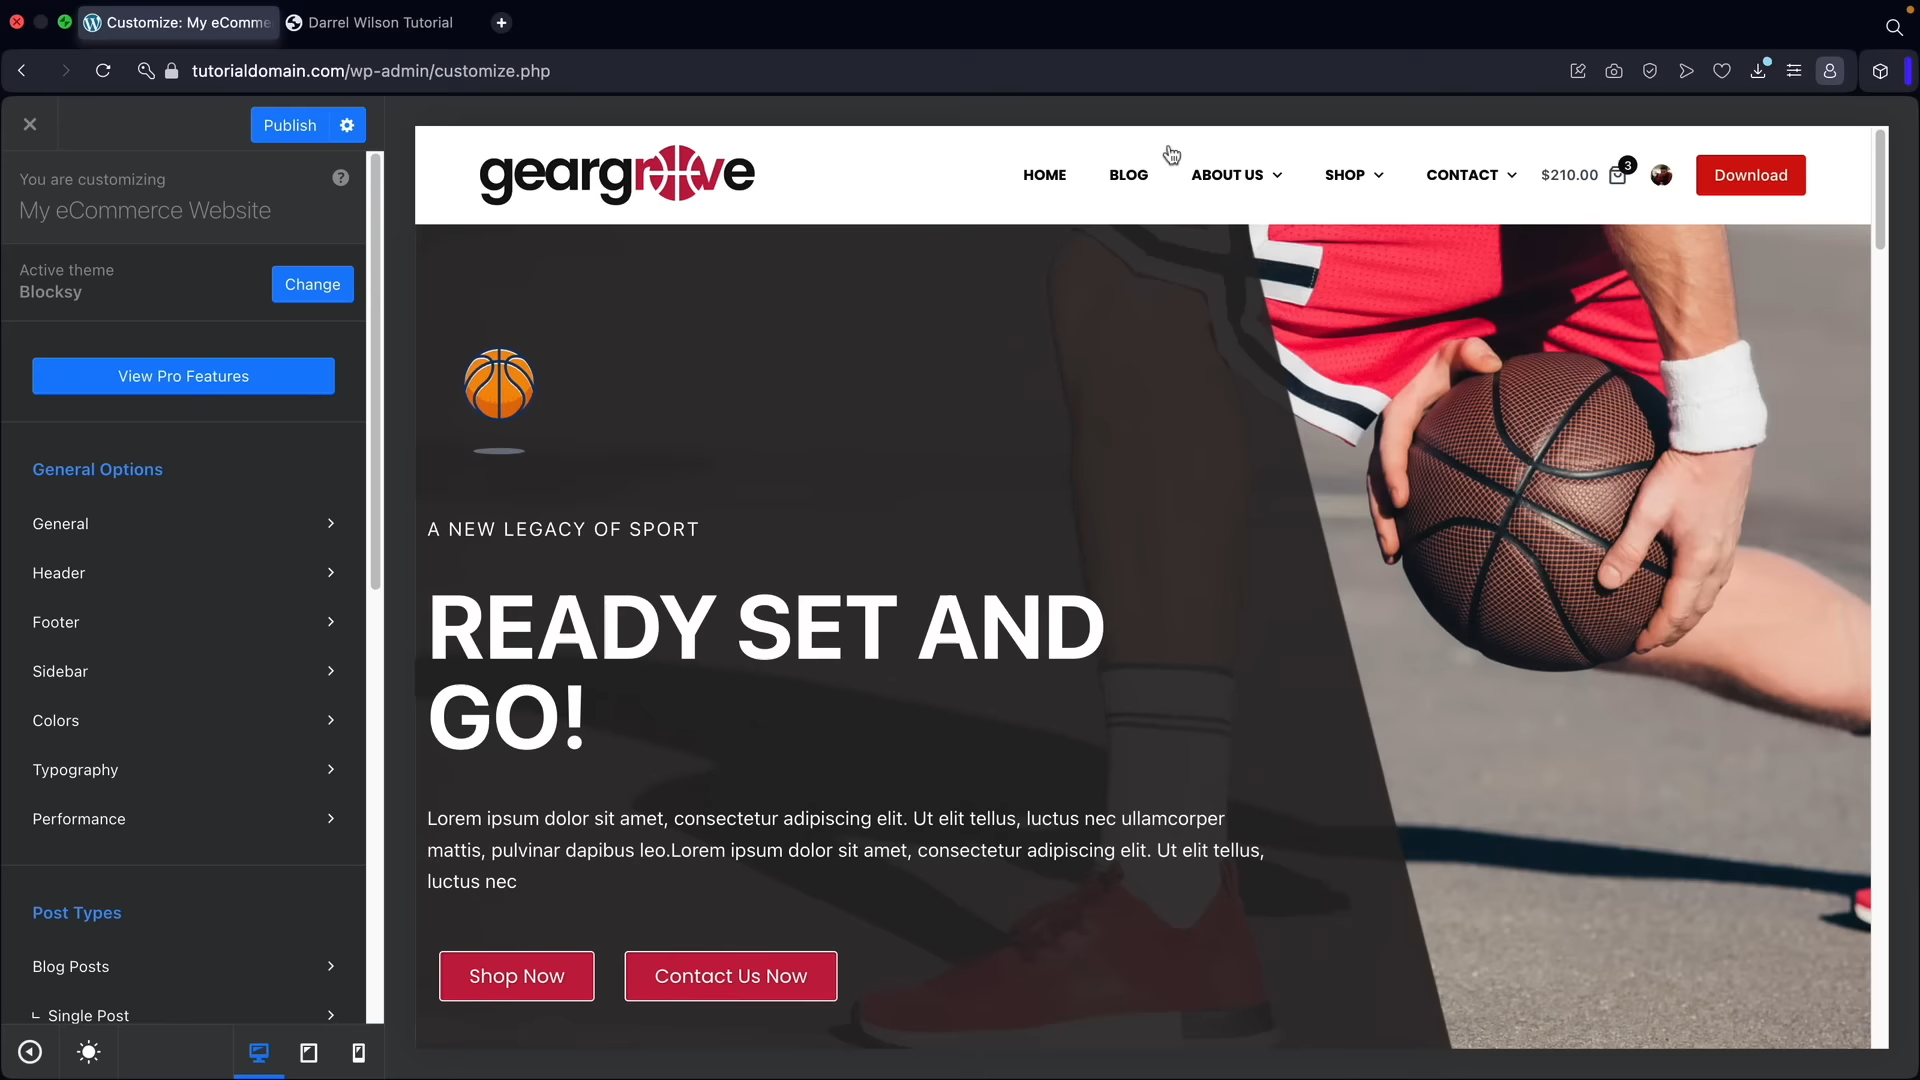 Customize: My eComme
Darrel Wilson Tutorial
tutorialdomain.com/wp-admin/customize.php
Publish
You are customizing
My eCommerce Website
Active theme
Blocksy
Change
View Pro Features
General Options
General
Header
Footer
Sidebar
Colors
Typography
Performance
Post Types
Blog Posts
Single Post
geargroove
HOME
BLOG
ABOUT US
SHOP
CONTACT
$210.00
3
Download
A NEW LEGACY OF SPORT
READY SET AND
GO!
Lorem ipsum dolor sit amet, consectetur adipiscing elit. Ut elit tellus, luctus nec ullamcorper
mattis, pulvinar dapibus leo.Lorem ipsum dolor sit amet, consectetur adipiscing elit. Ut elit tellus,
luctus nec
Shop Now
Contact Us Now